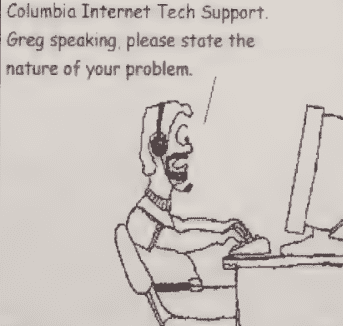 Columbia Internet Tech Support.
Greg speaking, please state the
nature of your problem.